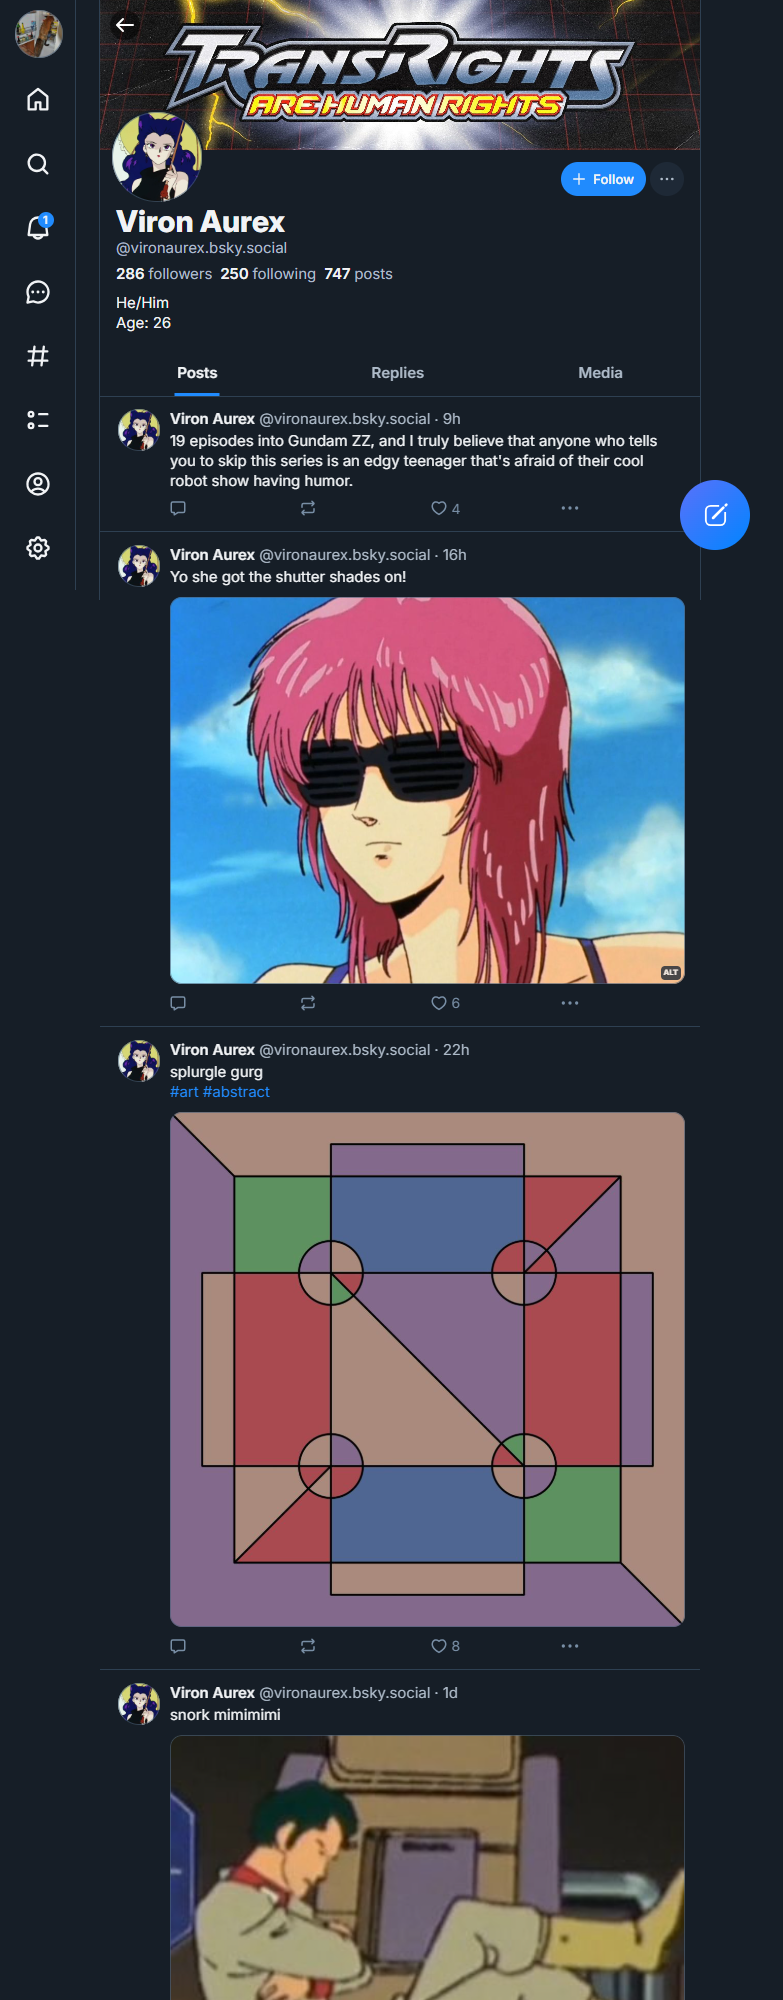 TRANSRIGHTS
ARE HUMAN RIGHTS
+ Follow
Viron Aurex
@vironaurex.bsky.social
286 followers 250 following 747 posts
He/Him
Age: 26
1
Posts Replies Media
Viron Aurex @vironaurex.bsky.social · 9h
19 episodes into Gundam ZZ, and I truly believe that anyone who tells
you to skip this series is an edgy teenager that's afraid of their cool
robot show having humor.
4
Viron Aurex @vironaurex.bsky.social · 16h
Yo she got the shutter shades on!
ALT
6
Viron Aurex @vironaurex.bsky.social · 22h
splurgle gurg
#art #abstract
8
Viron Aurex @vironaurex.bsky.social · 1d
snork mimimimi